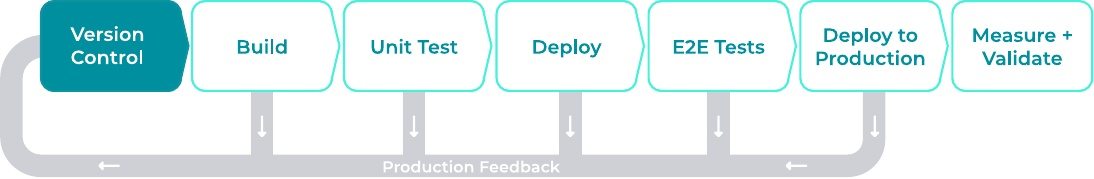 Version
Control
Build
Unit Test
Deploy
E2E Tests
Deploy to
Production
Measure +
Validate
Production Feedback